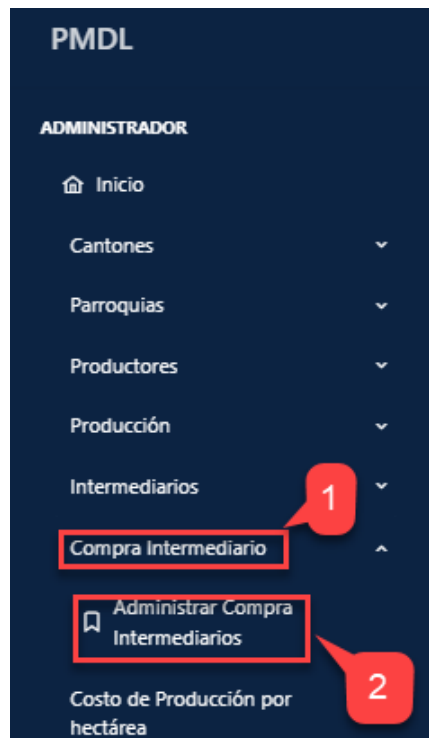 PMDL
ADMINISTRADOR
Inicio
Cantones
Parroquias
Productores
Producción
Intermediarios
1
Compra Intermediario
Administrar Compra
Intermediarios
2
Costo de Producción por
hectárea